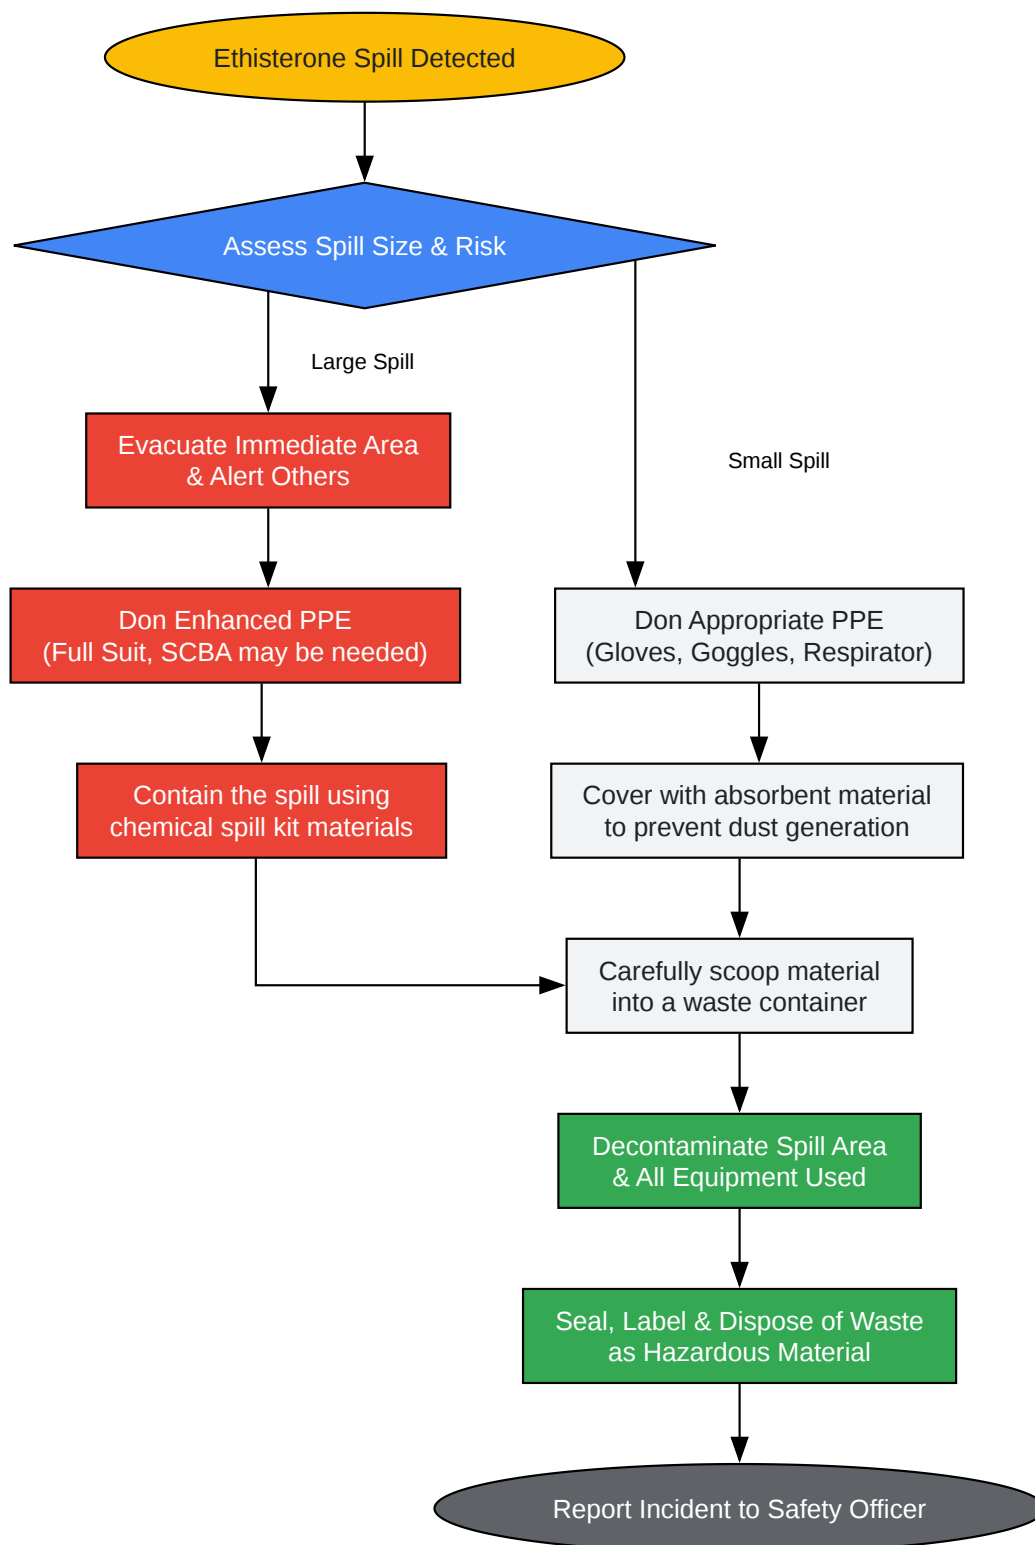 Ethisterone Spill Detected
Assess Spill Size & Risk
Large Spill
Evacuate Immediate Area
& Alert Others
Small Spill
Don Enhanced PPE
(Full Suit, SCBA may be needed)
Don Appropriate PPE
(Gloves, Goggles, Respirator)
Contain the spill using
chemical spill kit materials
Cover with absorbent material
to prevent dust generation
Carefully scoop material
into a waste container
Decontaminate Spill Area
& All Equipment Used
Seal, Label & Dispose of Waste
as Hazardous Material
Report Incident to Safety Officer